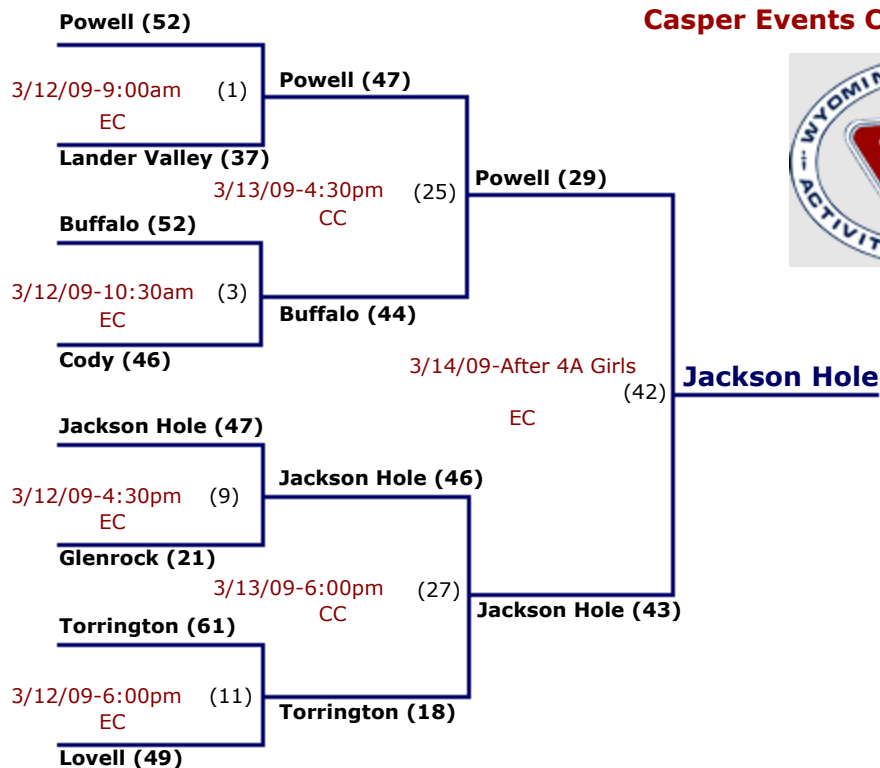 Powell (52)
Casper Events C
3/12/09-9:00am (1)
EC
Powell (47)
Lander Valley (37)
3/13/09-4:30pm (25)
CC
Powell (29)
Buffalo (52)
3/12/09-10:30am (3)
EC
Buffalo (44)
Cody (46)
3/14/09-After 4A Girls
(42)
EC
Jackson Hole
Jackson Hole (47)
3/12/09-4:30pm (9)
EC
Jackson Hole (46)
Glenrock (21)
3/13/09-6:00pm (27)
CC
Jackson Hole (43)
Torrington (61)
3/12/09-6:00pm (11)
EC
Torrington (18)
Lovell (49)
WYOMIN
ACTIVIT